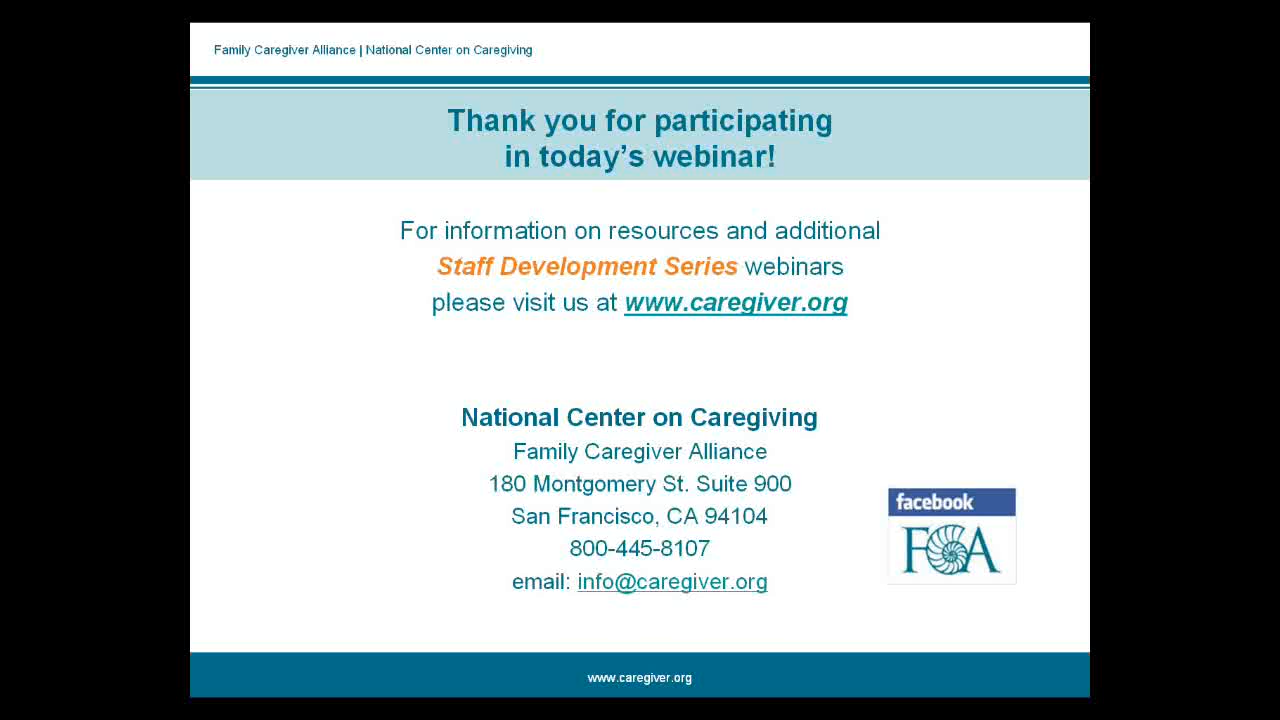 Family Caregiver Alliance | National Center on Caregiving
Thank you for participating
in today’s webinar!
For information on resources and additional
Staff Development Series webinars
please visit us at www.caregiver.org
National Center on Caregiving
Family Caregiver Alliance
180 Montgomery St. Suite 900
San Francisco, CA 94104
800-445-8107
email: info@caregiver.org
facebook
FCA
www.caregiver.org